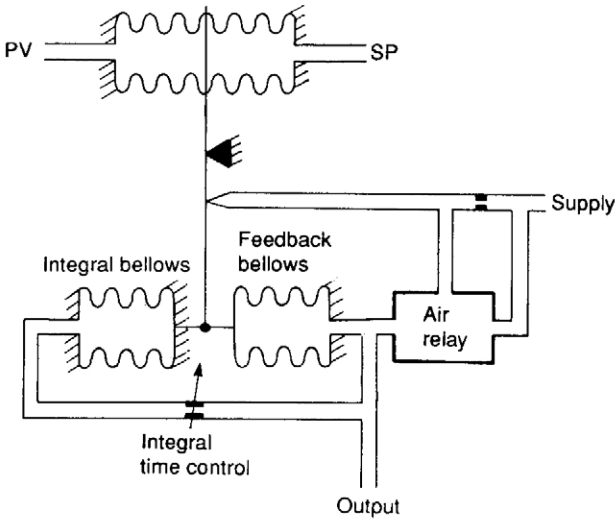 PV
SP
Supply
Integral bellows
Feedback
bellows
Air
relay
Integral
time control
Output